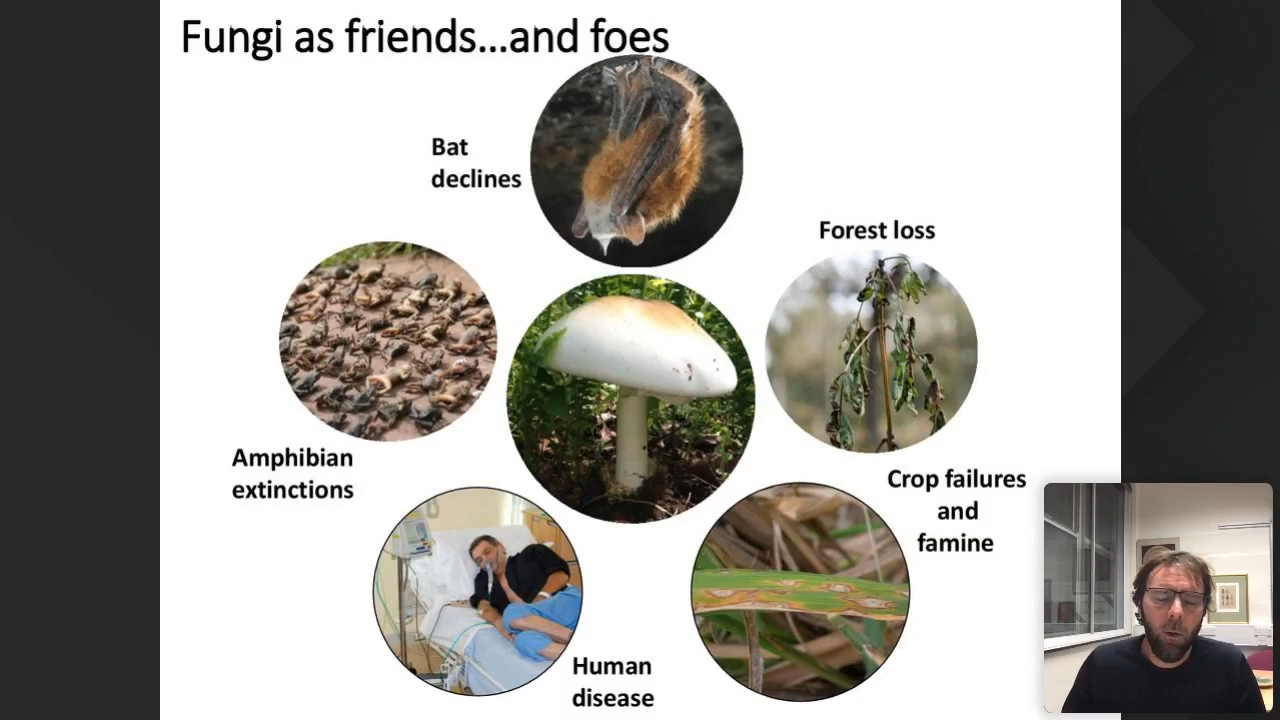 Fungi as friends...and foes
Bat
declines
Forest loss
Amphibian
extinctions
Crop failures
and
famine
Human
disease